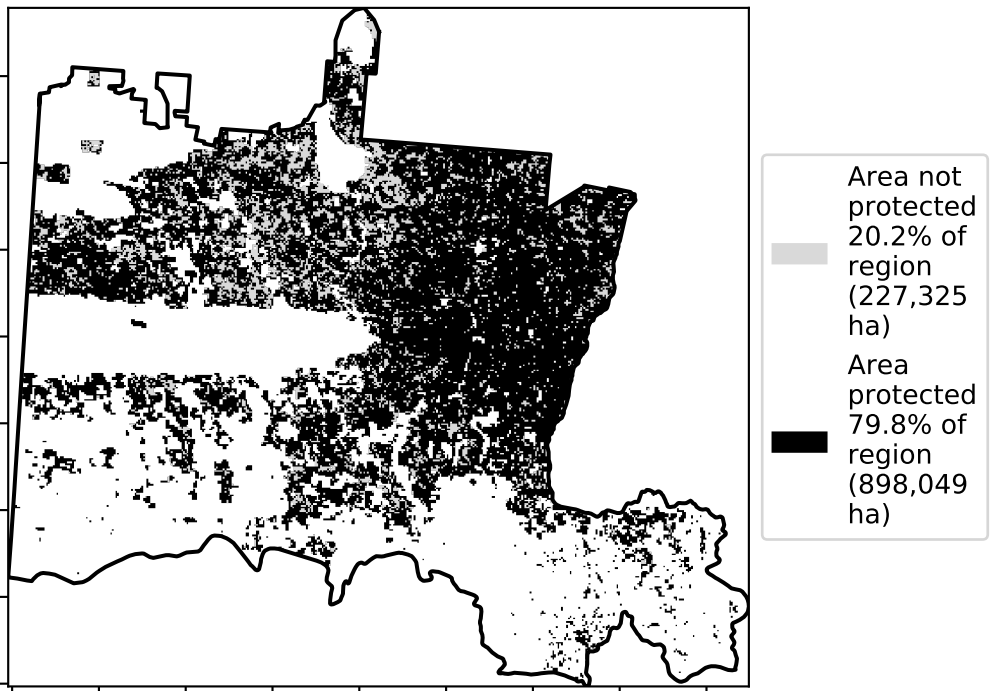 Area not
protected
20.2% of
region
(227,325
ha)
Area
protected
79.8% of
region
(898,049
ha)